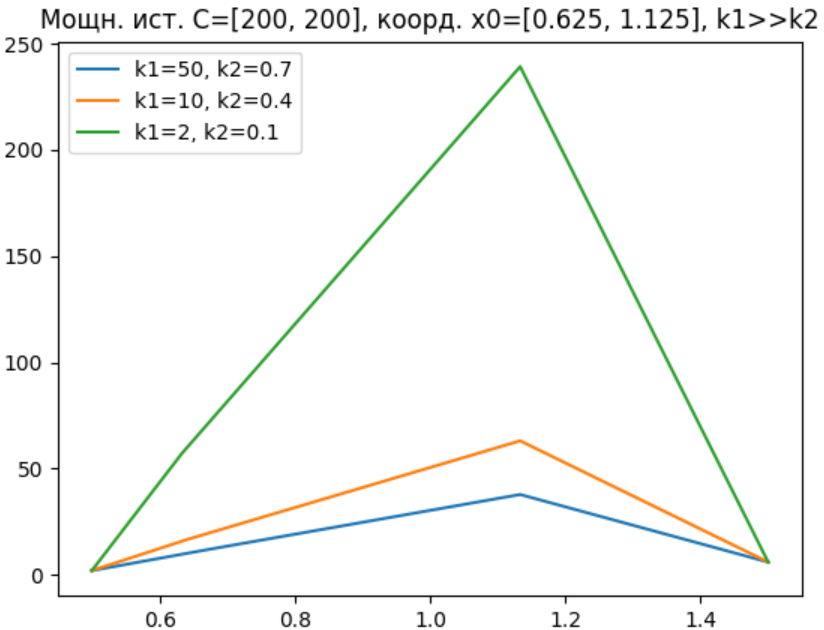 Мощн. ист. C=[200, 200], коорд. x0=[0.625, 1.125], k1>>k2
250
200
150
100
50
0
k1=50, k2=0.7
k1=10, k2=0.4
k1=2, k2=0.1
0.6 0.8 1.0 1.2 1.4